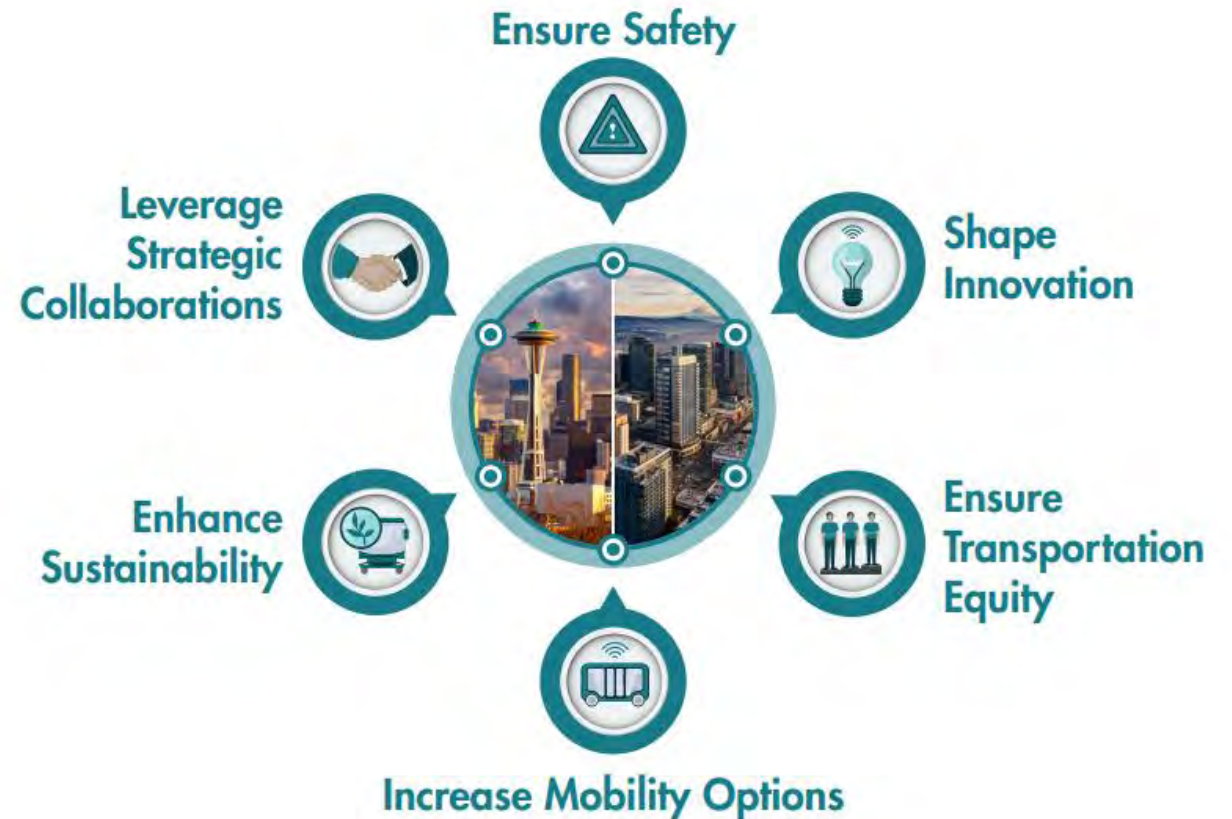 Ensure Safety
Leverage
Strategic
Collaborations
Shape
Innovation
Enhance
Sustainability
Ensure
Transportation
Equity
Increase Mobility Options